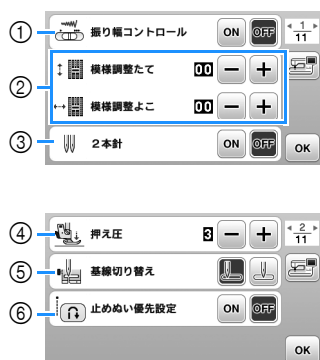 ① 振り幅コントロール ON OFF 1/11
② 模様調整たて 00 − +
模様調整よこ 00 − +
③ 2本針 ON OFF OK
④ 押え圧 3 − + 2/11
⑤ 基線切り替え
⑥ 止めぬい優先設定 ON OFF
OK